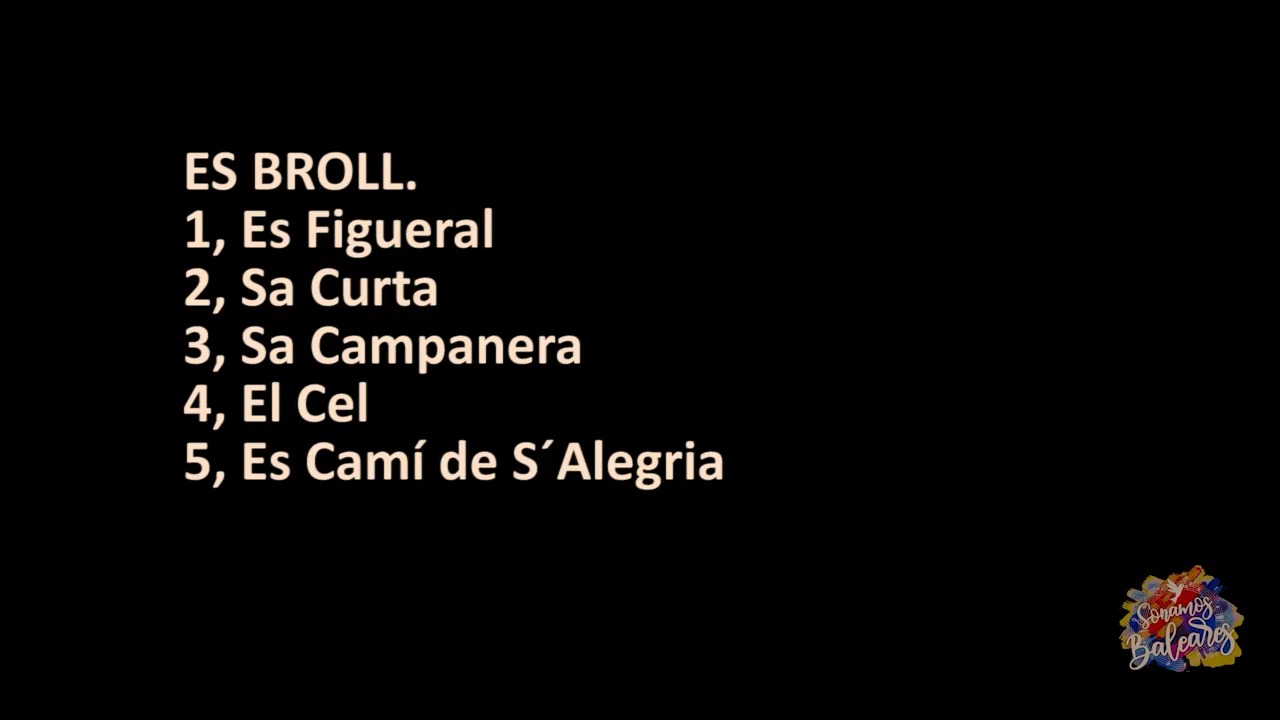 ES BROLL.
1, Es Figueral
2, Sa Curta
3, Sa Campanera
4, El Cel
5, Es Camí de S´Alegria
Sonamos
Baleares